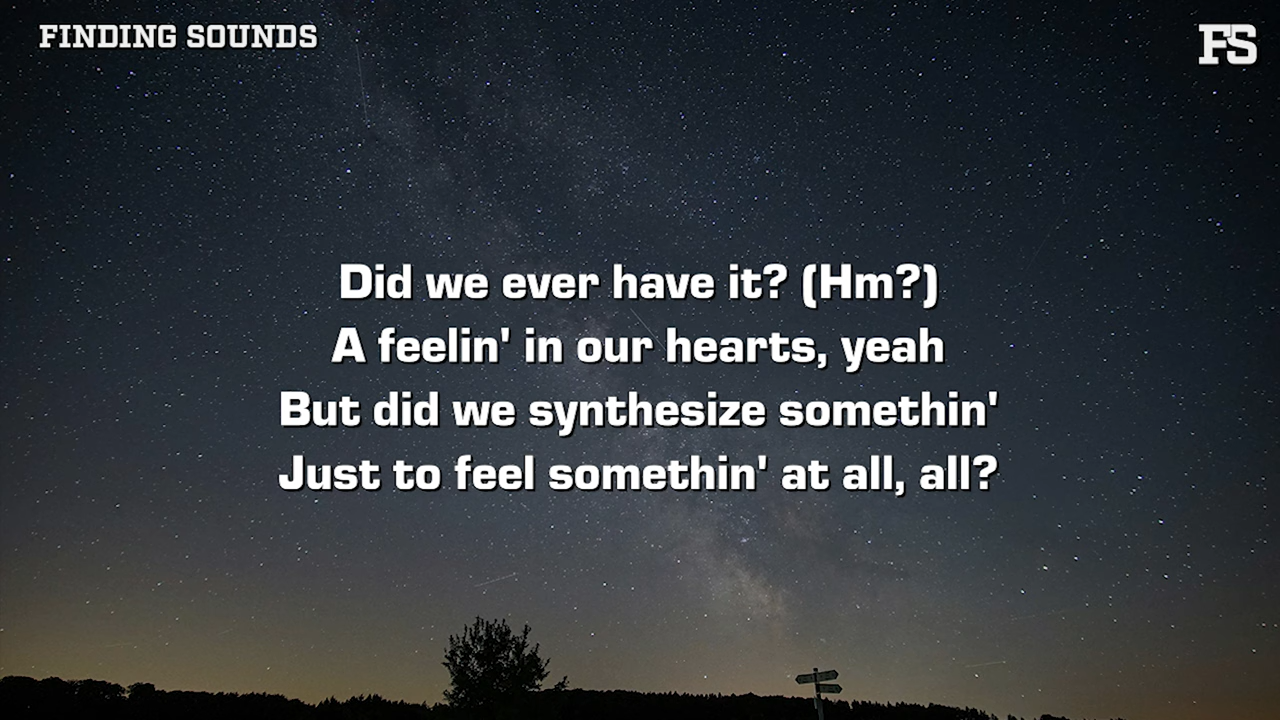 FINDING SOUNDS
FS
Did we ever have it? (Hm?)
A feelin' in our hearts, yeah
But did we synthesize somethin'
Just to feel somethin' at all, all?